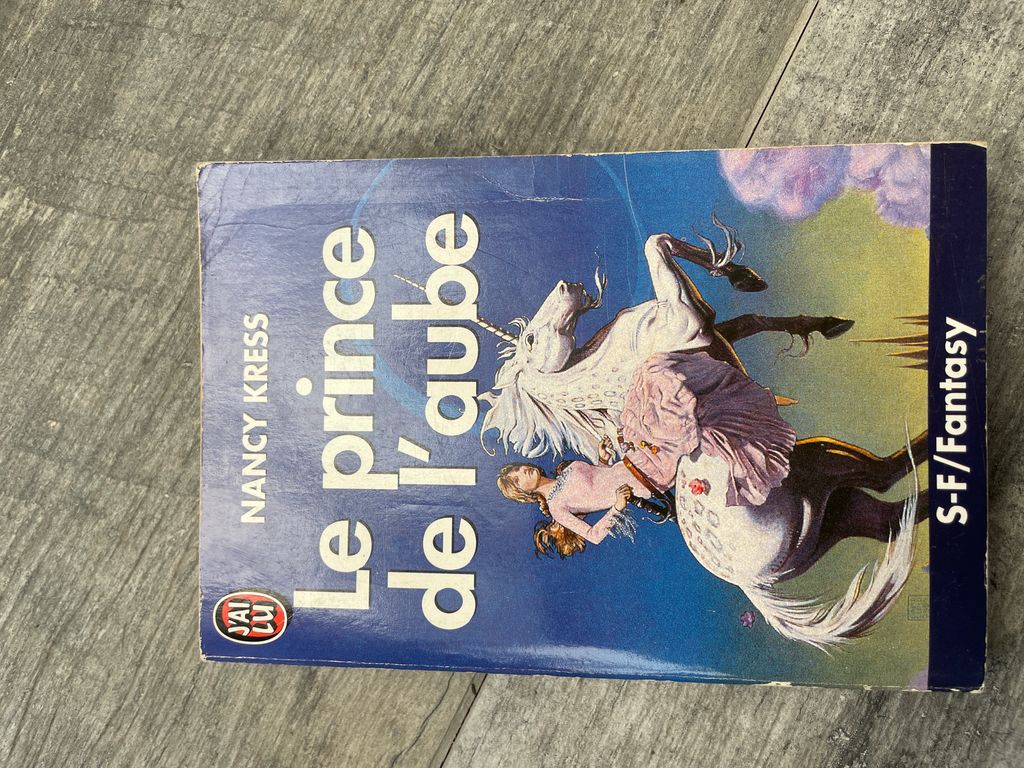 J'AI
LU
NANCY KRESS
Le prince
de l'aube
S-F/Fantasy